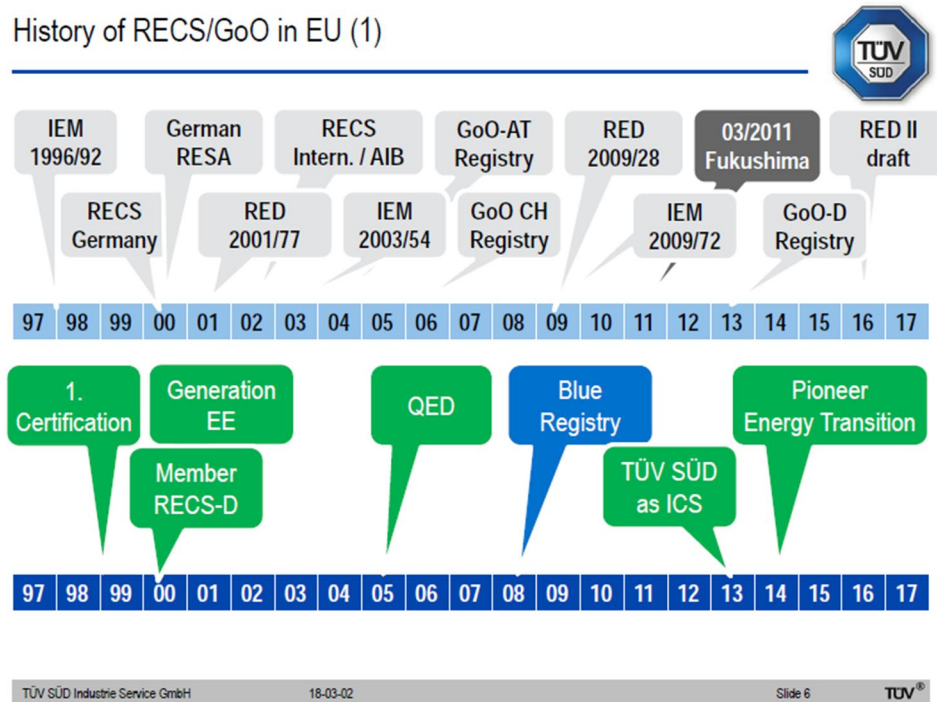 History of RECS/GoO in EU (1)
TÜV
SÜD
IEM
1996/92
German
RESA
RECS
Intern. / AIB
GoO-AT
Registry
RED
2009/28
03/2011
Fukushima
RED II
draft
RECS
Germany
RED
2001/77
IEM
2003/54
GoO CH
Registry
IEM
2009/72
GoO-D
Registry
97 98 99 00 01 02 03 04 05 06 07 08 09 10 11 12 13 14 15 16 17
1.
Certification
Generation
EE
QED
Blue
Registry
Pioneer
Energy Transition
Member
RECS-D
TÜV SÜD
as ICS
97 98 99 00 01 02 03 04 05 06 07 08 09 10 11 12 13 14 15 16 17
TÜV SÜD Industrie Service GmbH 18-03-02 Slide 6 TÜV®